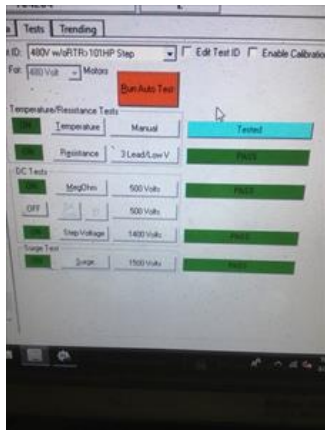 Tests Trending
ID: 480V w/oRTR>101HP Step Edit Test ID Enable Calibration
For: 480 Volt Motors
Run Auto Test
Temperature/Resistance Tests
ON Temperature Manual Tested
ON Resistance 3 Lead/Low V PASS
DC Tests
ON MegOhm 500 Volts PASS
OFF 500 Volts
ON Step Voltage 1400 Volts PASS
Surge Test
ON Surge 1500 Volts PASS